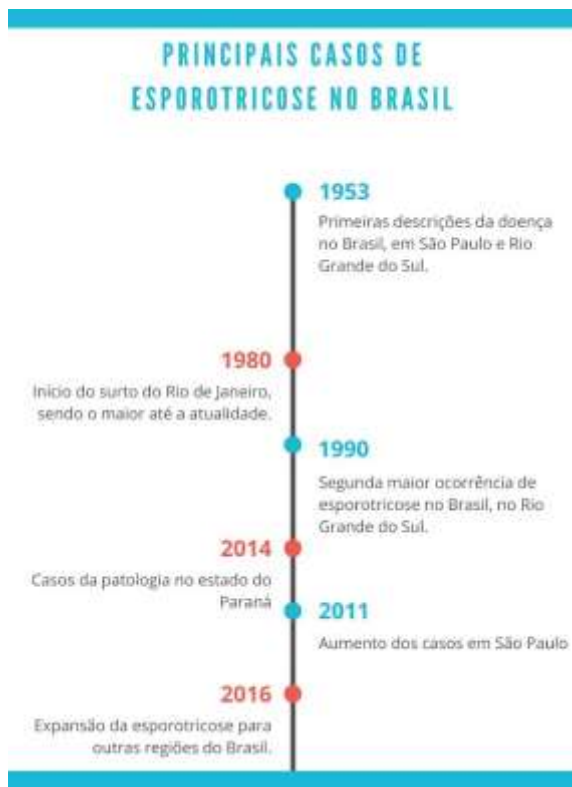 PRINCIPAIS CASOS DE
ESPOROTRICOSE NO BRASIL
1953
Primeiras descrições da doença
no Brasil, em São Paulo e Rio
Grande do Sul.
1980
Início do surto do Rio de Janeiro,
sendo o maior até a atualidade.
1990
Segunda maior ocorrência de
esporotricose no Brasil, no Rio
Grande do Sul.
2014
Casos da patologia no estado do
Paraná
2011
Aumento dos casos em São Paulo
2016
Expansão da esporotricose para
outras regiões do Brasil.